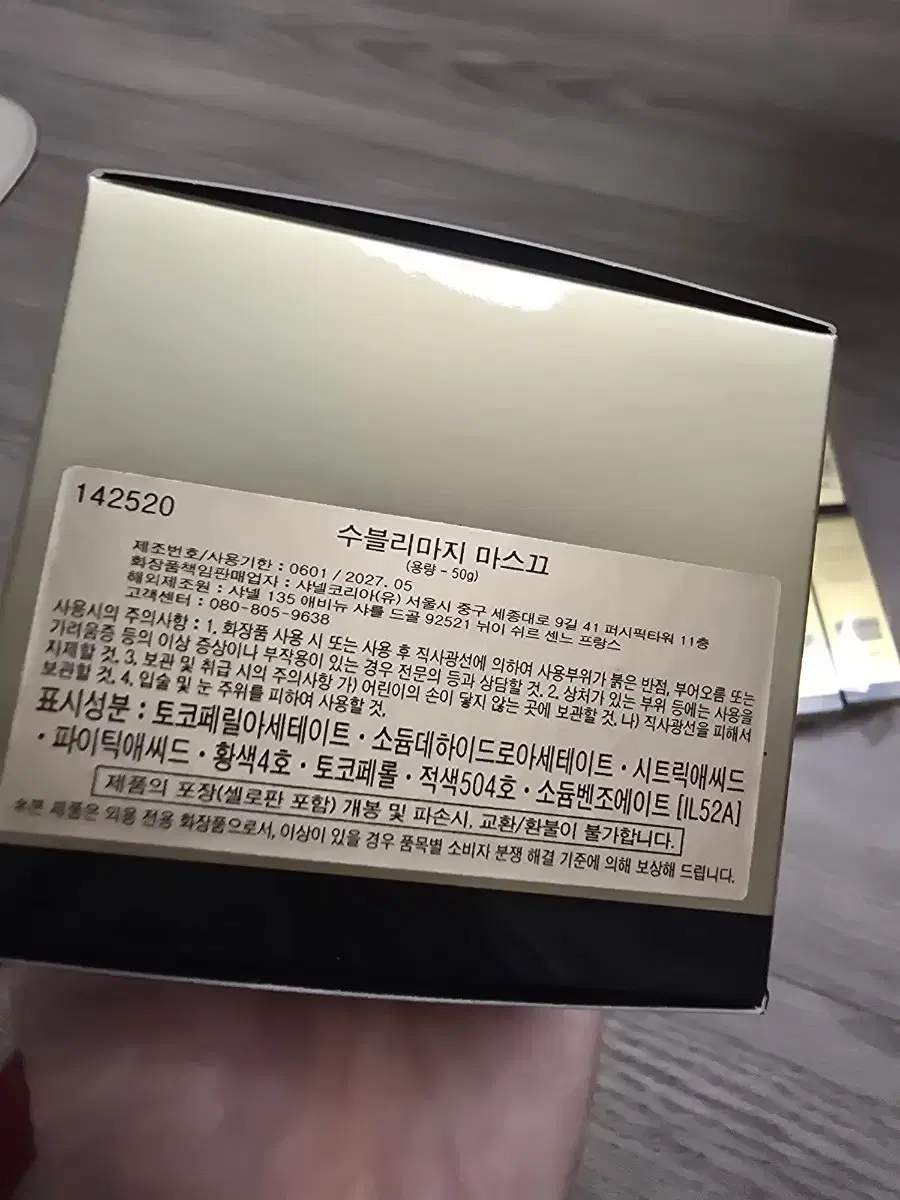 142520
수블리마지 마스끄
(용량 - 50g)
제조번호/사용기한 : 0601 / 2027. 05
화장품책임판매업자 : 샤넬코리아(유) 서울시 중구 세종대로 9길 41 퍼시픽타워 11층
해외제조원 : 샤넬 135 애비뉴 샤를 드골 92521 뉘이 쉬르 센느 프랑스
고객센터 : 080-805-9638
사용시의 주의사항 : 1. 화장품 사용 시 또는 사용 후 직사광선에 의하여 사용부위가 붉은 반점, 부어오름 또는
가려움증 등의 이상 증상이나 부작용이 있는 경우 전문의 등과 상담할 것. 2. 상처가 있는 부위 등에는 사용을
자제할 것. 3. 보관 및 취급 시의 주의사항 가) 어린이의 손이 닿지 않는 곳에 보관할 것, 나) 직사광선을 피해서
보관할 것. 4. 입술 및 눈 주위를 피하여 사용할 것.
표시성분 : 토코페릴아세테이트 · 소듐데하이드로아세테이트 · 시트릭애씨드
· 파이틱애씨드 · 황색4호 · 토코페롤 · 적색504호 · 소듐벤조에이트 [IL52A]
제품의 포장(셀로판 포함) 개봉 및 파손시, 교환/환불이 불가합니다.
※본 제품은 외용 전용 화장품으로서, 이상이 있을 경우 품목별 소비자 분쟁 해결 기준에 의해 보상해 드립니다.